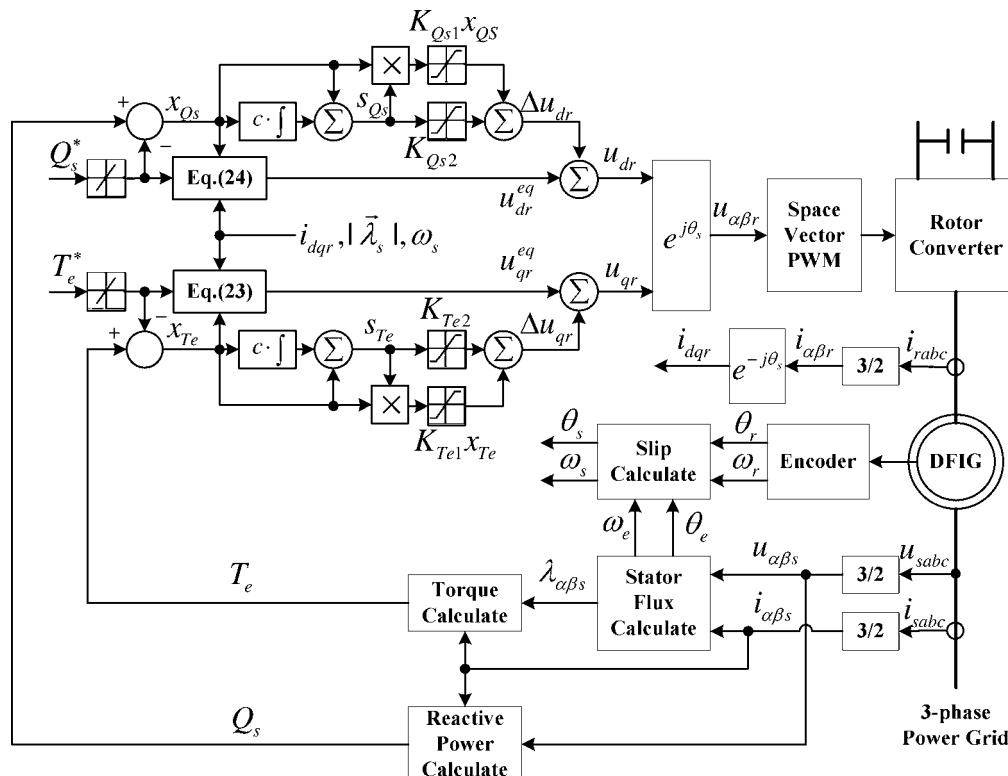 K_{Qs1}x_{QS}
×
+
x_{Qs}
c·∫
Σ
s_{Qs}
K_{Qs2}
Σ
Δu_{dr}
Q_s^*
−
Eq.(24)
u_{dr}^{eq}
Σ
u_{dr}
i_{dqr}, |\vec{λ}_s|, ω_s
e^{jθ_s}
u_{αβr}
Space
Vector
PWM
Rotor
Converter
T_e^*
Eq.(23)
u_{qr}^{eq}
Σ
u_{qr}
+
−
x_{Te}
c·∫
Σ
s_{Te}
K_{Te2}
Σ
Δu_{qr}
×
K_{Te1}x_{Te}
i_{dqr}
e^{-jθ_s}
i_{αβr}
3/2
i_{rabc}
θ_s
ω_s
Slip
Calculate
θ_r
ω_r
Encoder
DFIG
ω_e
θ_e
T_e
Torque
Calculate
λ_{αβs}
Stator
Flux
Calculate
u_{αβs}
3/2
u_{sabc}
i_{αβs}
3/2
i_{sabc}
Q_s
Reactive
Power
Calculate
3-phase
Power Grid